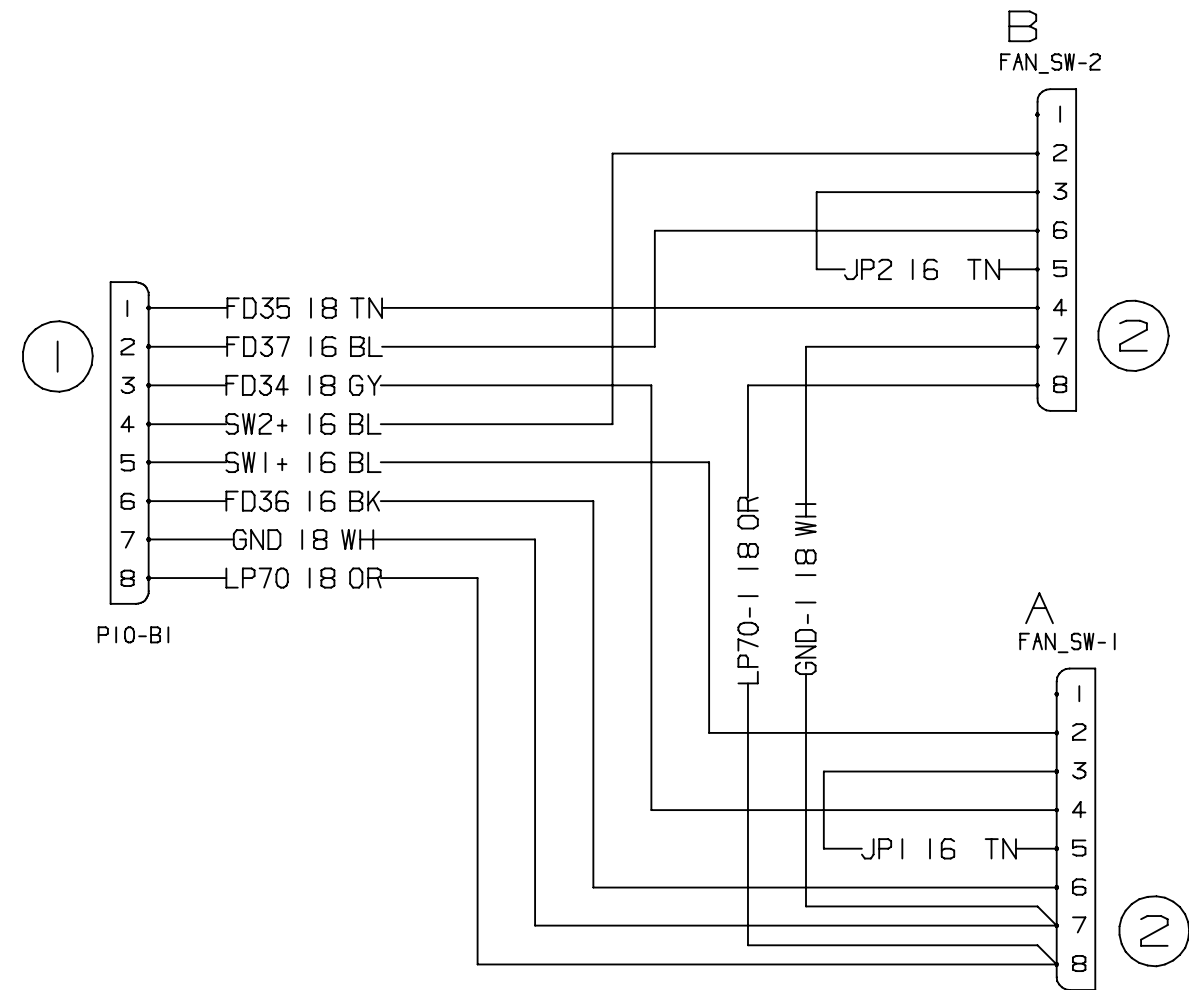 B
FAN_SW-2
1
2
3
6
JP2 16 TN
5
4
7
8
2
1
1
FD35 18 TN
2
FD37 16 BL
3
FD34 18 GY
4
SW2+ 16 BL
5
SW1+ 16 BL
6
FD36 16 BK
7
GND 18 WH
8
LP70 18 OR
P10-B1
LP70-1 18 OR
GND-1 18 WH
A
FAN_SW-1
1
2
3
4
JP1 16 TN
5
6
7
8
2